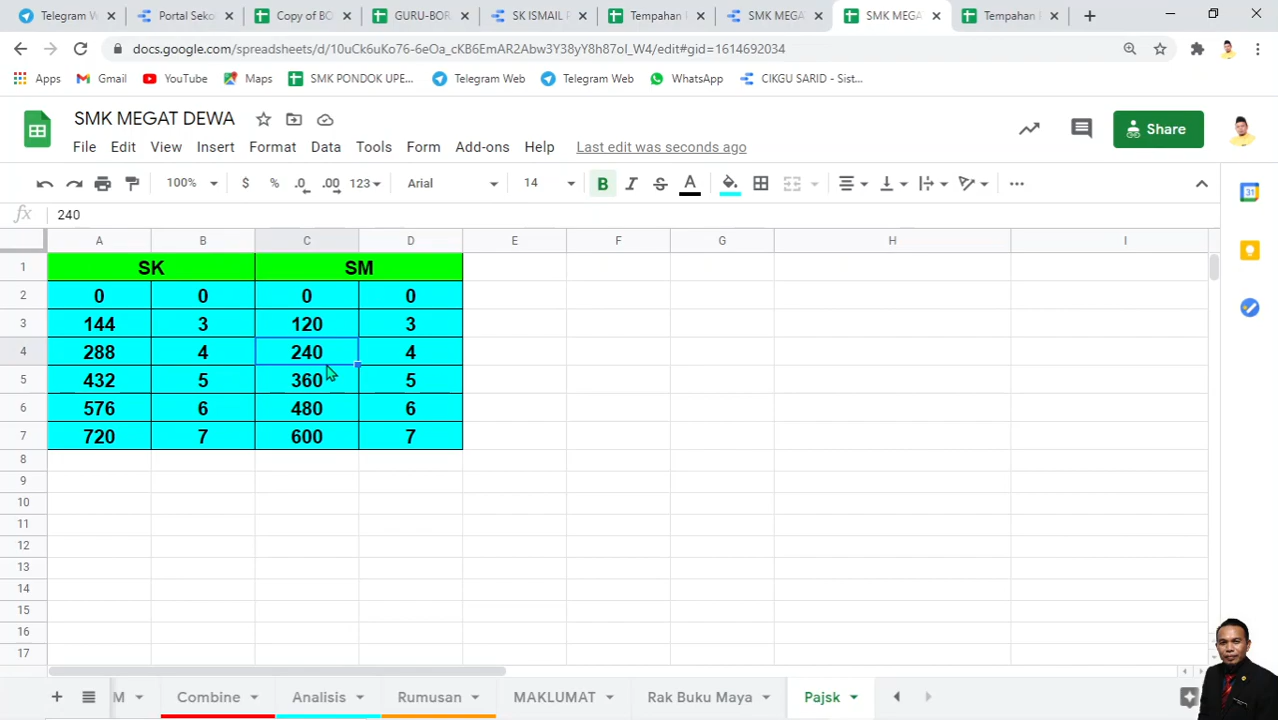 Telegram W
Portal Seko
Copy of BO
GURU-BOR
SK ISMAIL P
Tempahan
SMK MEGA
SMK MEGA
Tempahan
docs.google.com/spreadsheets/d/10uCk6uKo76-6eOa_cKB6EmAR2Abw3Y38yY8h87oI_W4/edit#gid=1614692034
Apps
Gmail
YouTube
Maps
SMK PONDOK UPE...
Telegram Web
Telegram Web
WhatsApp
CIKGU SARID - Sist...
SMK MEGAT DEWA
Share
File Edit View Insert Format Data Tools Form Add-ons Help Last edit was seconds ago
100% $ % .0 .00 123 Arial 14 B I S A
fx 240
A B C D E F G H I
1 SK SM
2 0 0 0 0
3 144 3 120 3
4 288 4 240 4
5 432 5 360 5
6 576 6 480 6
7 720 7 600 7
8
9
10
11
12
13
14
15
16
17
31
M Combine Analisis Rumusan MAKLUMAT Rak Buku Maya Pajsk